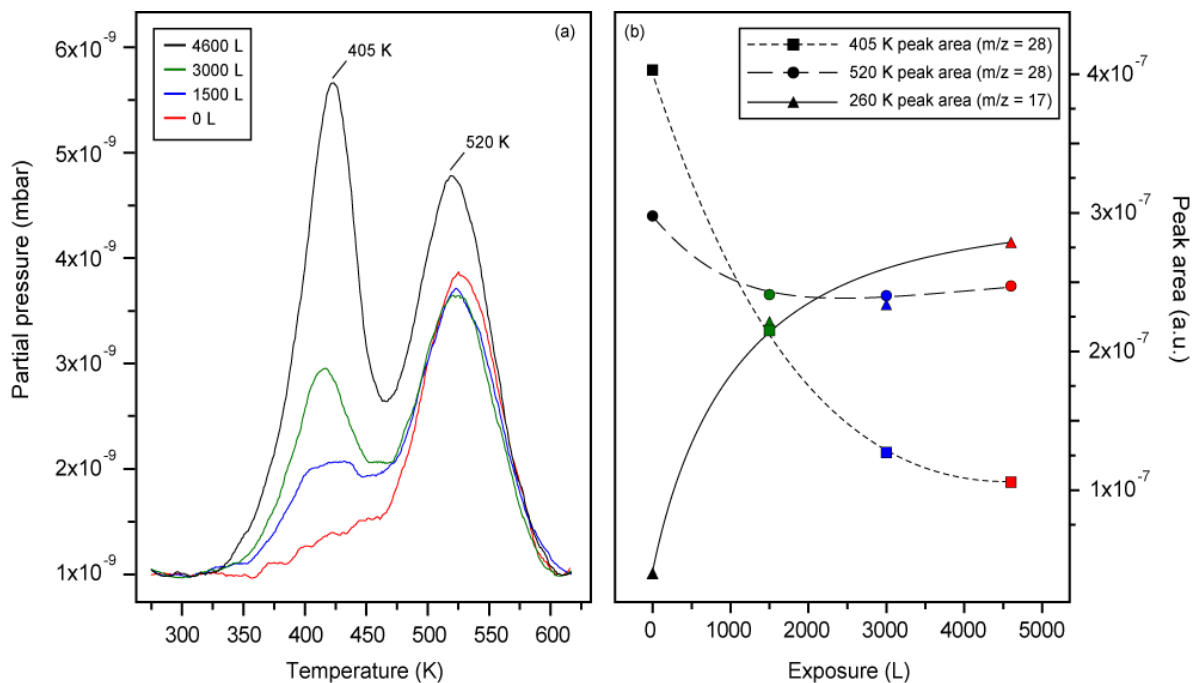 (a)
4600 L
3000 L
1500 L
0 L
405 K
520 K
6x10⁻⁹
5x10⁻⁹
4x10⁻⁹
3x10⁻⁹
2x10⁻⁹
1x10⁻⁹
Partial pressure (mbar)
300 350 400 450 500 550 600
Temperature (K)
(b)
405 K peak area (m/z = 28)
520 K peak area (m/z = 28)
260 K peak area (m/z = 17)
4x10⁻⁷
3x10⁻⁷
2x10⁻⁷
1x10⁻⁷
Peak area (a.u.)
0 1000 2000 3000 4000 5000
Exposure (L)